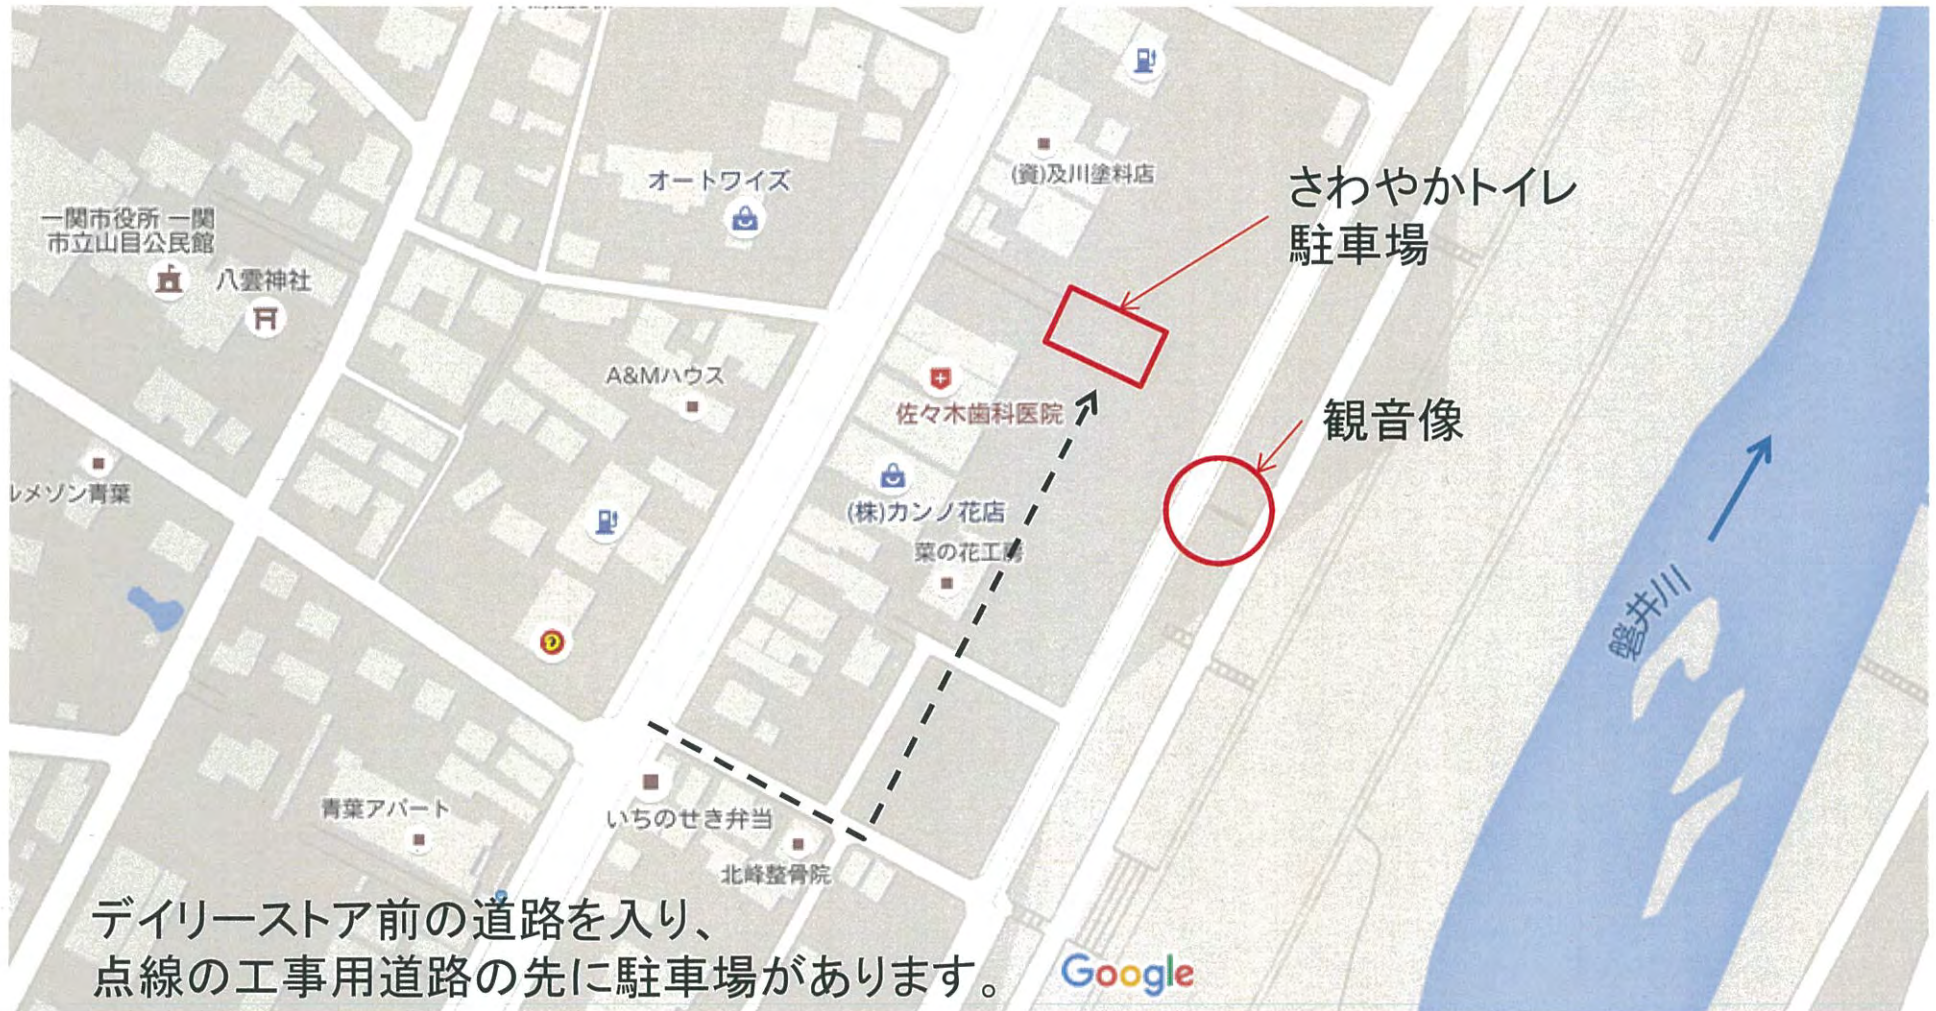 オートワイズ
(資)及川塗料店
さわやかトイレ
駐車場
一関市役所 一関
市立山目公民館
八雲神社
A&Mハウス
佐々木歯科医院
観音像
ルメゾン青葉
(株)カンノ花店
菜の花工房
磐井川
青葉アパート
いちのせき弁当
北峰整骨院
デイリーストア前の道路を入り、
点線の工事用道路の先に駐車場があります。
Google